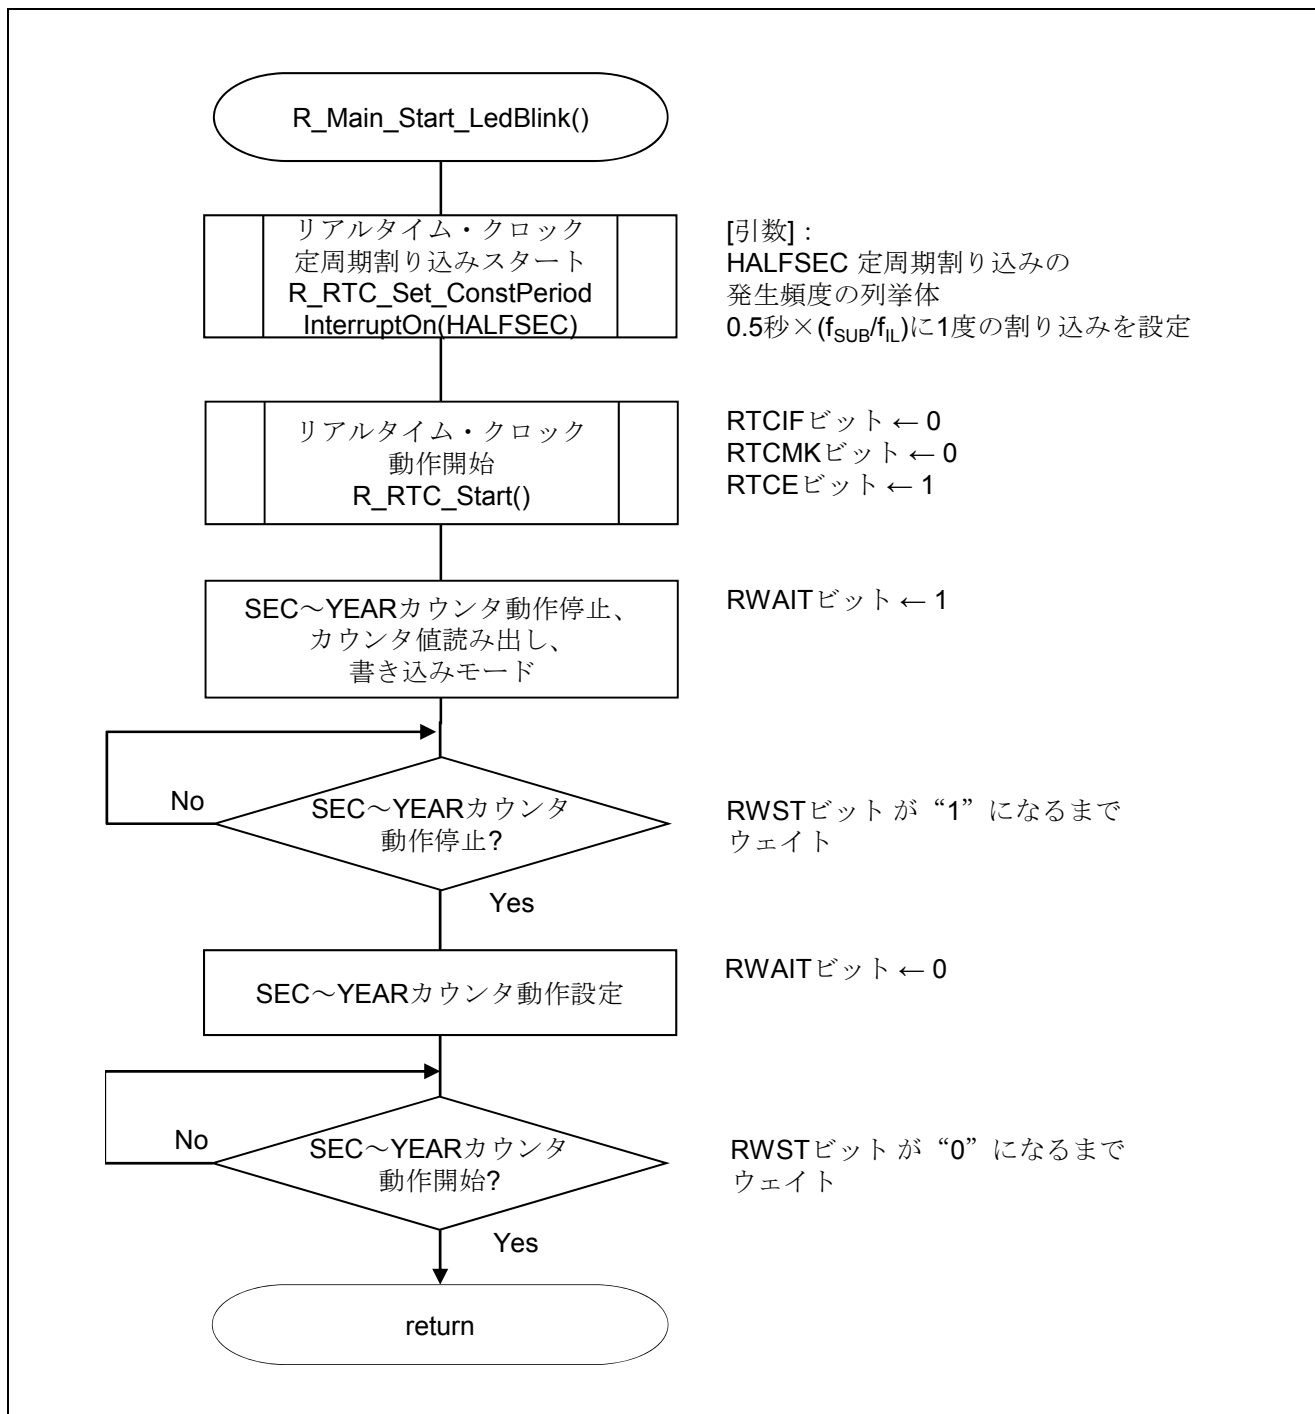 R_Main_Start_LedBlink()
リアルタイム・クロック
定周期割り込みスタート
R_RTC_Set_ConstPeriod
InterruptOn(HALFSEC)
[引数]：
HALFSEC 定周期割り込みの
発生頻度の列挙体
0.5秒×(fSUB/fIL)に1度の割り込みを設定
リアルタイム・クロック
動作開始
R_RTC_Start()
RTCIFビット ← 0
RTCMKビット ← 0
RTCEビット ← 1
SEC～YEARカウンタ動作停止、
カウンタ値読み出し、
書き込みモード
RWAITビット ← 1
No
SEC～YEARカウンタ
動作停止?
RWSTビット が“1”になるまで
ウェイト
Yes
SEC～YEARカウンタ動作設定
RWAITビット ← 0
No
SEC～YEARカウンタ
動作開始?
RWSTビット が“0”になるまで
ウェイト
Yes
return